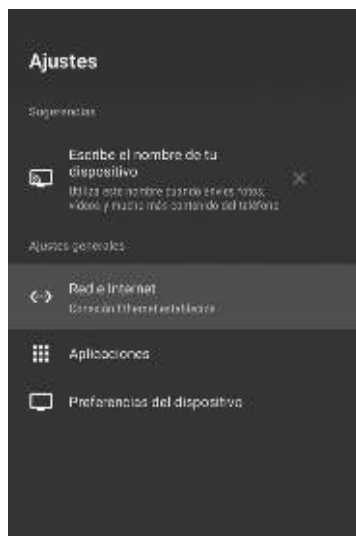 Ajustes
Sugerencias
Escribe el nombre de tu
dispositivo
Utiliza este nombre cuando envíes fotos,
vídeos y mucho más contenido del teléfono
Ajustes generales
Red e Internet
Conexión Ethernet establecida
Aplicaciones
Preferencias del dispositivo